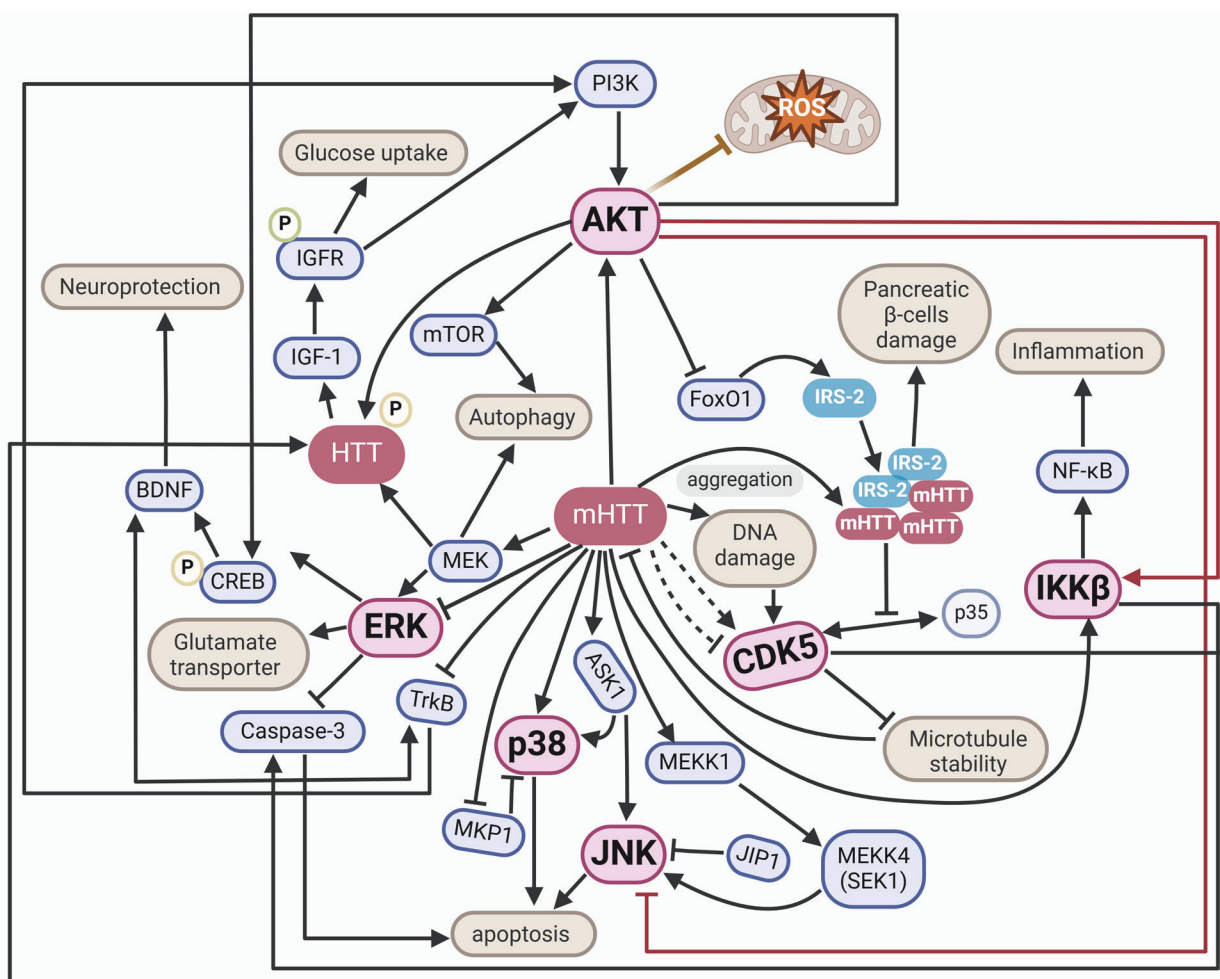 PI3K
ROS
Glucose uptake
P
IGFR
AKT
Neuroprotection
mTOR
IGF-1
Pancreatic
β-cells
damage
Inflammation
FoxO1
IRS-2
P
Autophagy
HTT
BDNF
aggregation
IRS-2
IRS-2
mHTT
mHTT
mHTT
NF-κB
mHTT
DNA
damage
P
CREB
MEK
IKKβ
p35
ERK
Glutamate
transporter
CDK5
ASK1
TrkB
Caspase-3
p38
MEKK1
Microtubule
stability
MKP1
JNK
JIP1
MEKK4
(SEK1)
apoptosis